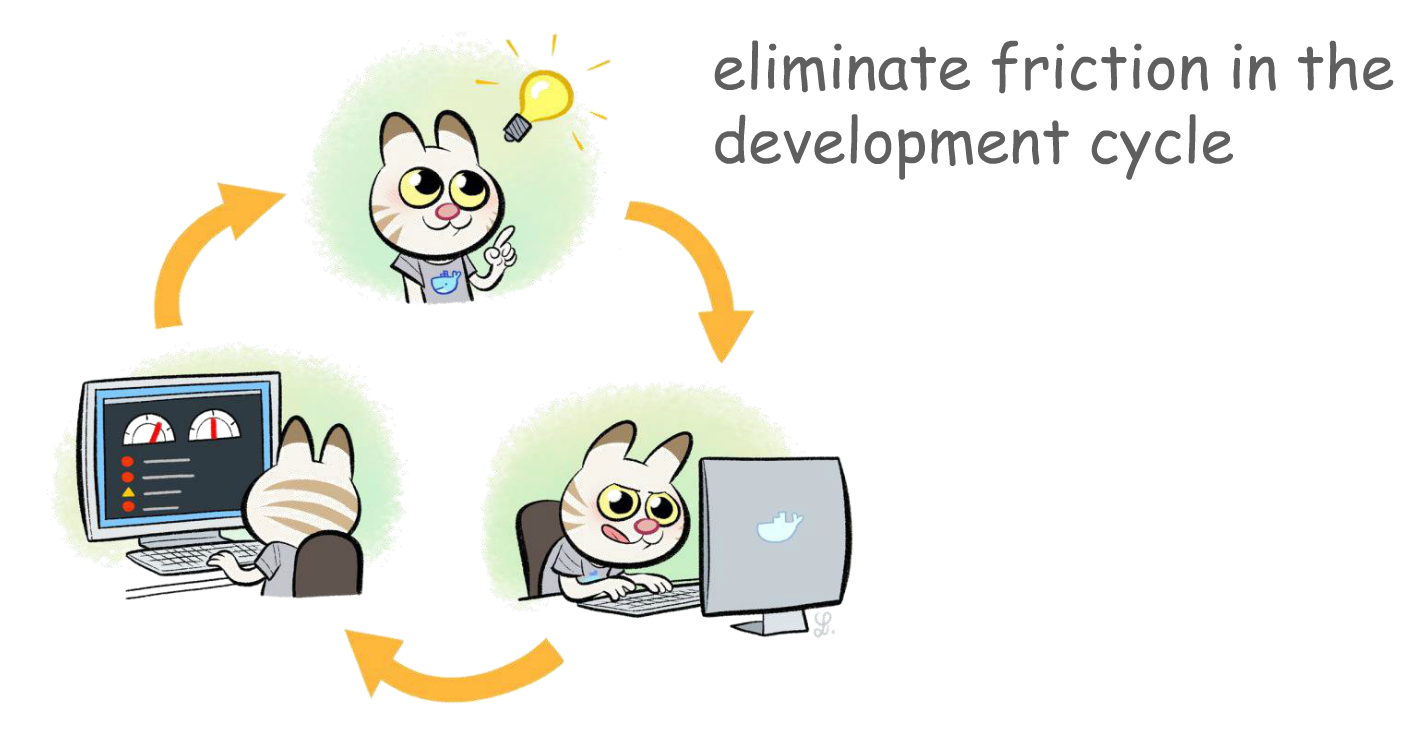 eliminate friction in the
development cycle